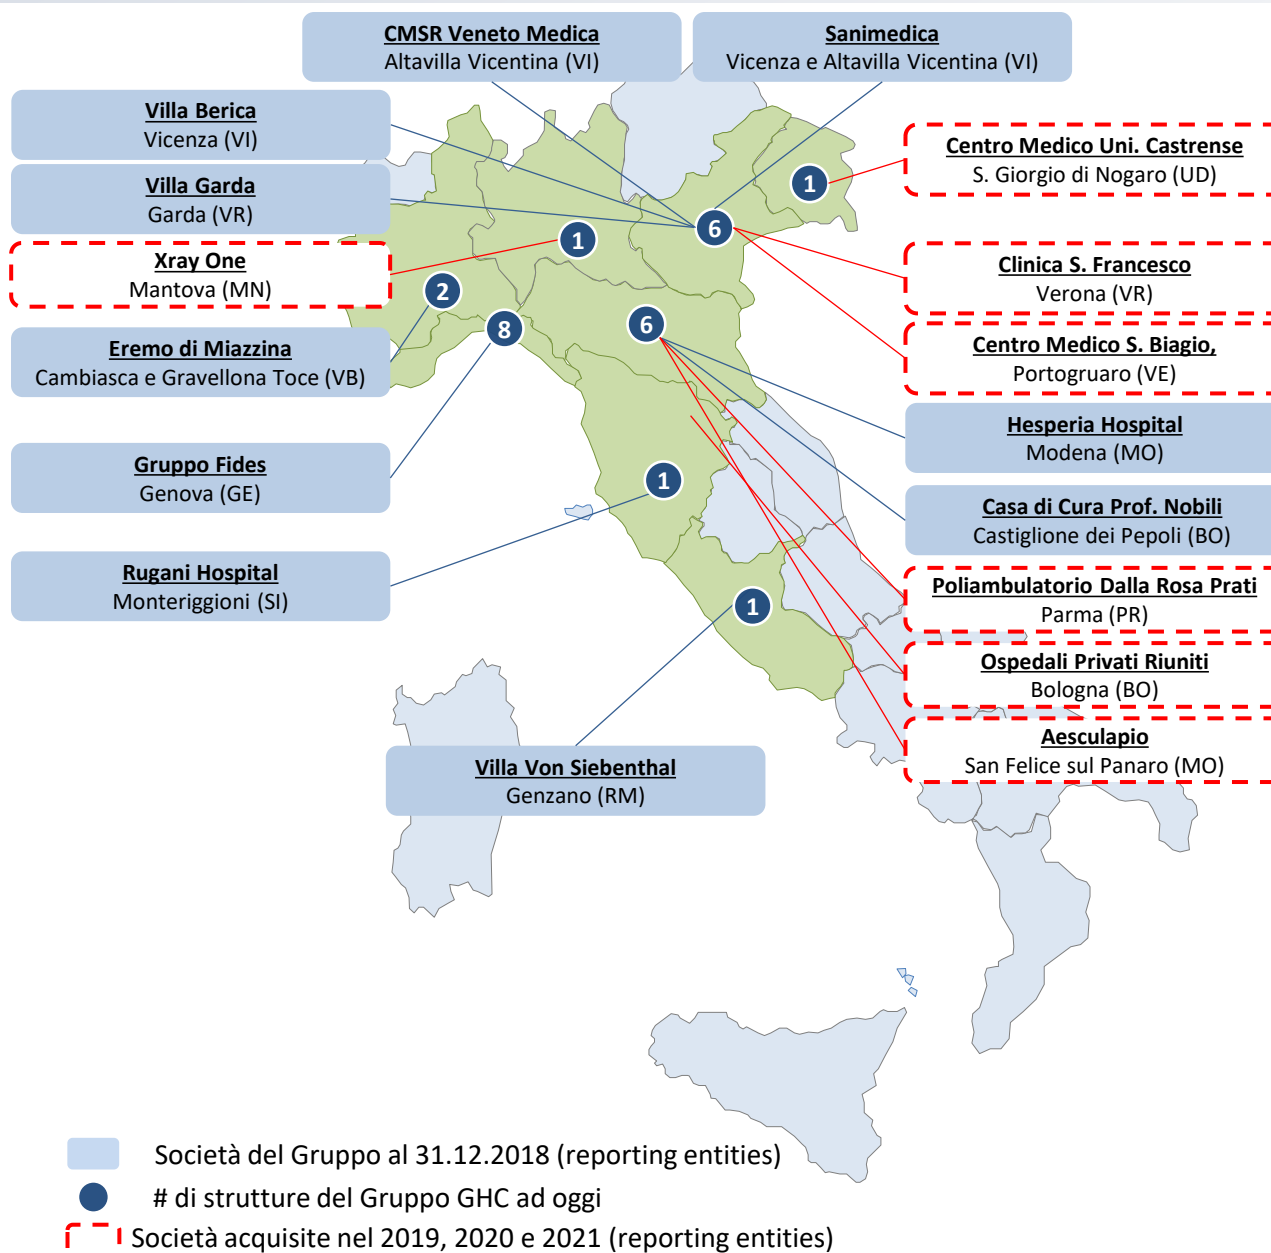 CMSR Veneto Medica
Altavilla Vicentina (VI)
Sanimedica
Vicenza e Altavilla Vicentina (VI)
Villa Berica
Vicenza (VI)
Villa Garda
Garda (VR)
Xray One
Mantova (MN)
Eremo di Miazzina
Cambiasca e Gravellona Toce (VB)
Gruppo Fides
Genova (GE)
Rugani Hospital
Monteriggioni (SI)
Villa Von Siebenthal
Genzano (RM)
1
6
1
2
8
6
1
1
Centro Medico Uni. Castrense
S. Giorgio di Nogaro (UD)
Clinica S. Francesco
Verona (VR)
Centro Medico S. Biagio,
Portogruaro (VE)
Hesperia Hospital
Modena (MO)
Casa di Cura Prof. Nobili
Castiglione dei Pepoli (BO)
Poliambulatorio Dalla Rosa Prati
Parma (PR)
Ospedali Privati Riuniti
Bologna (BO)
Aesculapio
San Felice sul Panaro (MO)
Società del Gruppo al 31.12.2018 (reporting entities)
# di strutture del Gruppo GHC ad oggi
Società acquisite nel 2019, 2020 e 2021 (reporting entities)